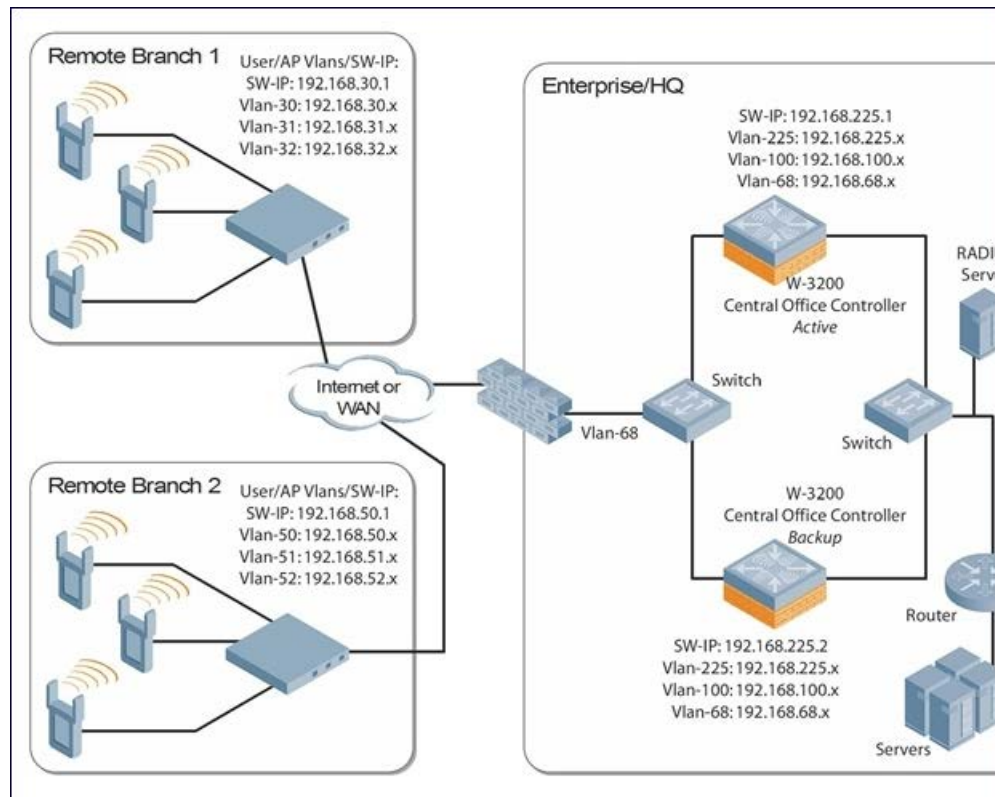 Remote Branch 1
User/AP Vlans/SW-IP:
SW-IP: 192.168.30.1
Vlan-30: 192.168.30.x
Vlan-31: 192.168.31.x
Vlan-32: 192.168.32.x
Internet or
WAN
Remote Branch 2
User/AP Vlans/SW-IP:
SW-IP: 192.168.50.1
Vlan-50: 192.168.50.x
Vlan-51: 192.168.51.x
Vlan-52: 192.168.52.x
Enterprise/HQ
SW-IP: 192.168.225.1
Vlan-225: 192.168.225.x
Vlan-100: 192.168.100.x
Vlan-68: 192.168.68.x
W-3200
Central Office Controller
Active
Switch
Vlan-68
Switch
W-3200
Central Office Controller
Backup
SW-IP: 192.168.225.2
Vlan-225: 192.168.225.x
Vlan-100: 192.168.100.x
Vlan-68: 192.168.68.x
Router
Servers